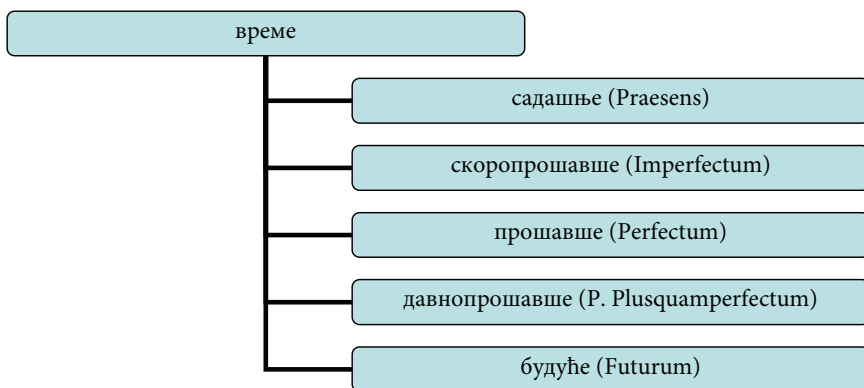 време
садашње (Praesens)
скоропрошавше (Imperfectum)
прошавше (Perfectum)
давнопрошавше (P. Plusquamperfectum)
будуће (Futurum)